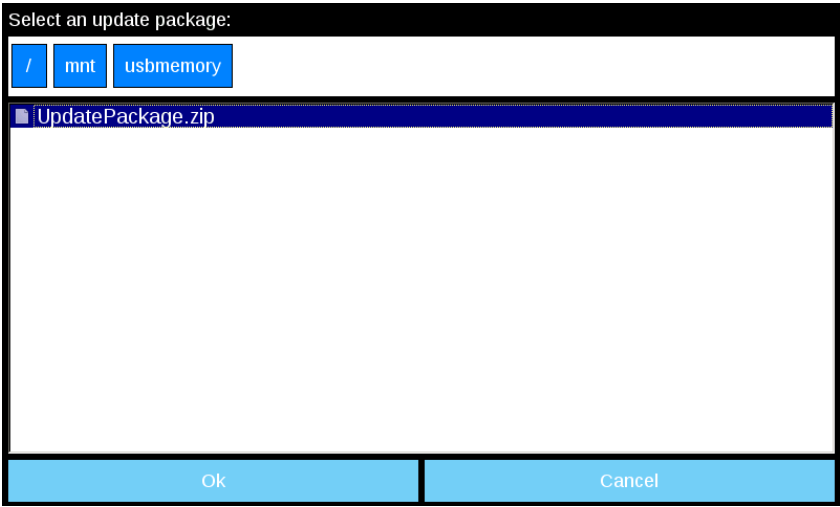 Select an update package:
/ mnt usbmemory
UpdatePackage.zip
Ok Cancel